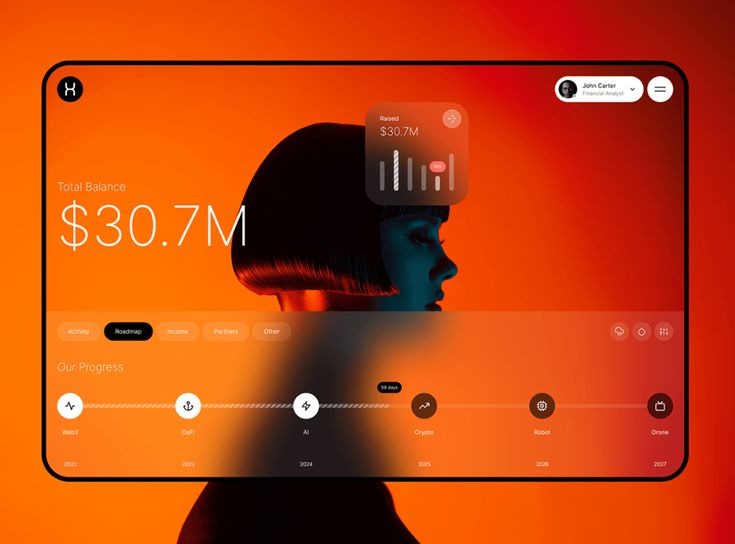 John Carter
Financial Analyst
Raised
$30.7M
Total Balance
$30.7M
Activity
Roadmap
Income
Partners
Other
Our Progress
59 days
Web3
DeFi
AI
Crypto
Robot
Drone
2022
2023
2024
2025
2026
2027